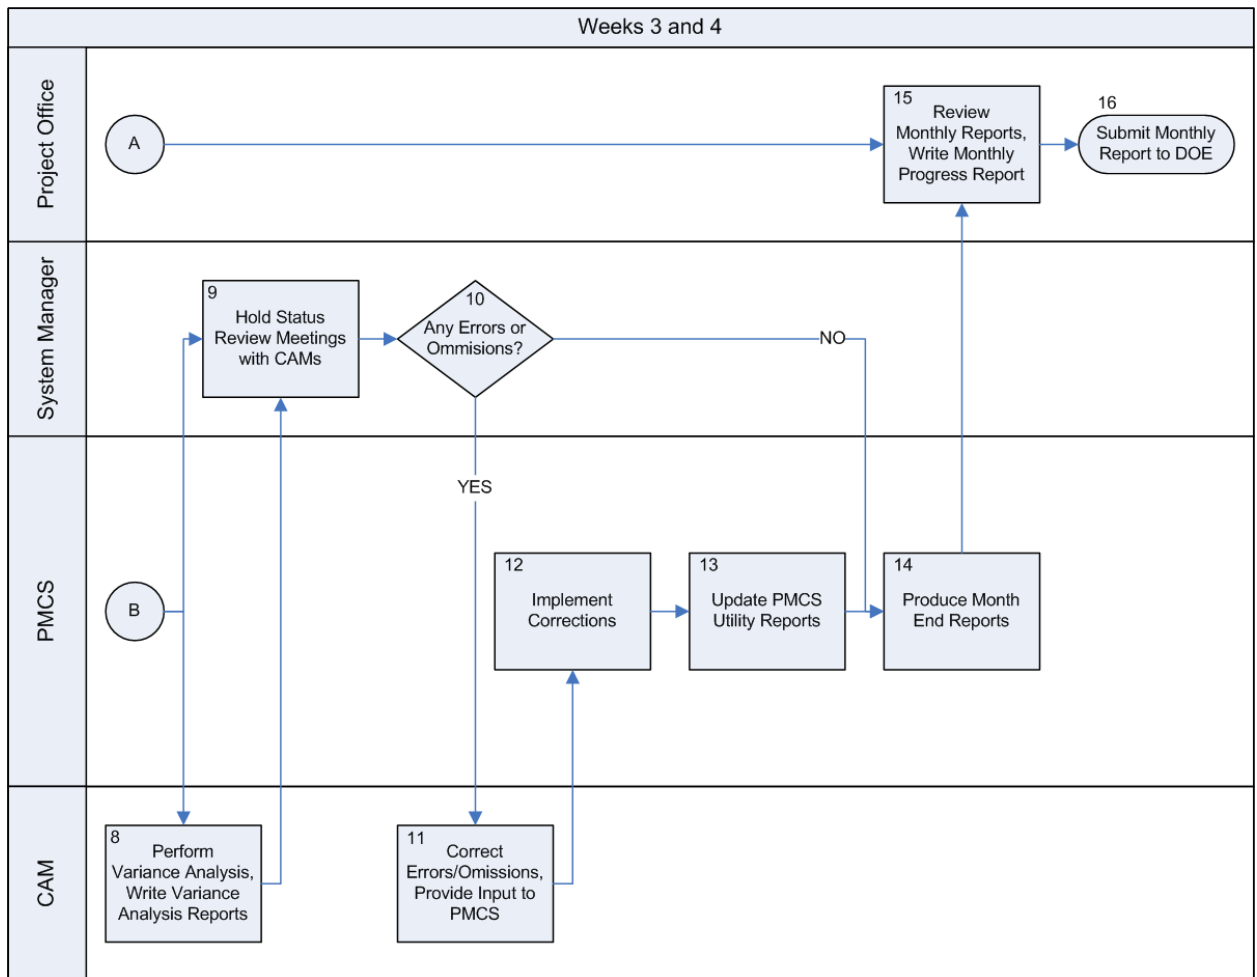 Weeks 3 and 4
Project Office
A
15
Review
Monthly Reports,
Write Monthly
Progress Report
16
Submit Monthly
Report to DOE
System Manager
9
Hold Status
Review Meetings
with CAMs
10
Any Errors or
Ommisions?
NO
YES
PMCS
B
12
Implement
Corrections
13
Update PMCS
Utility Reports
14
Produce Month
End Reports
CAM
8
Perform
Variance Analysis,
Write Variance
Analysis Reports
11
Correct
Errors/Omissions,
Provide Input to
PMCS